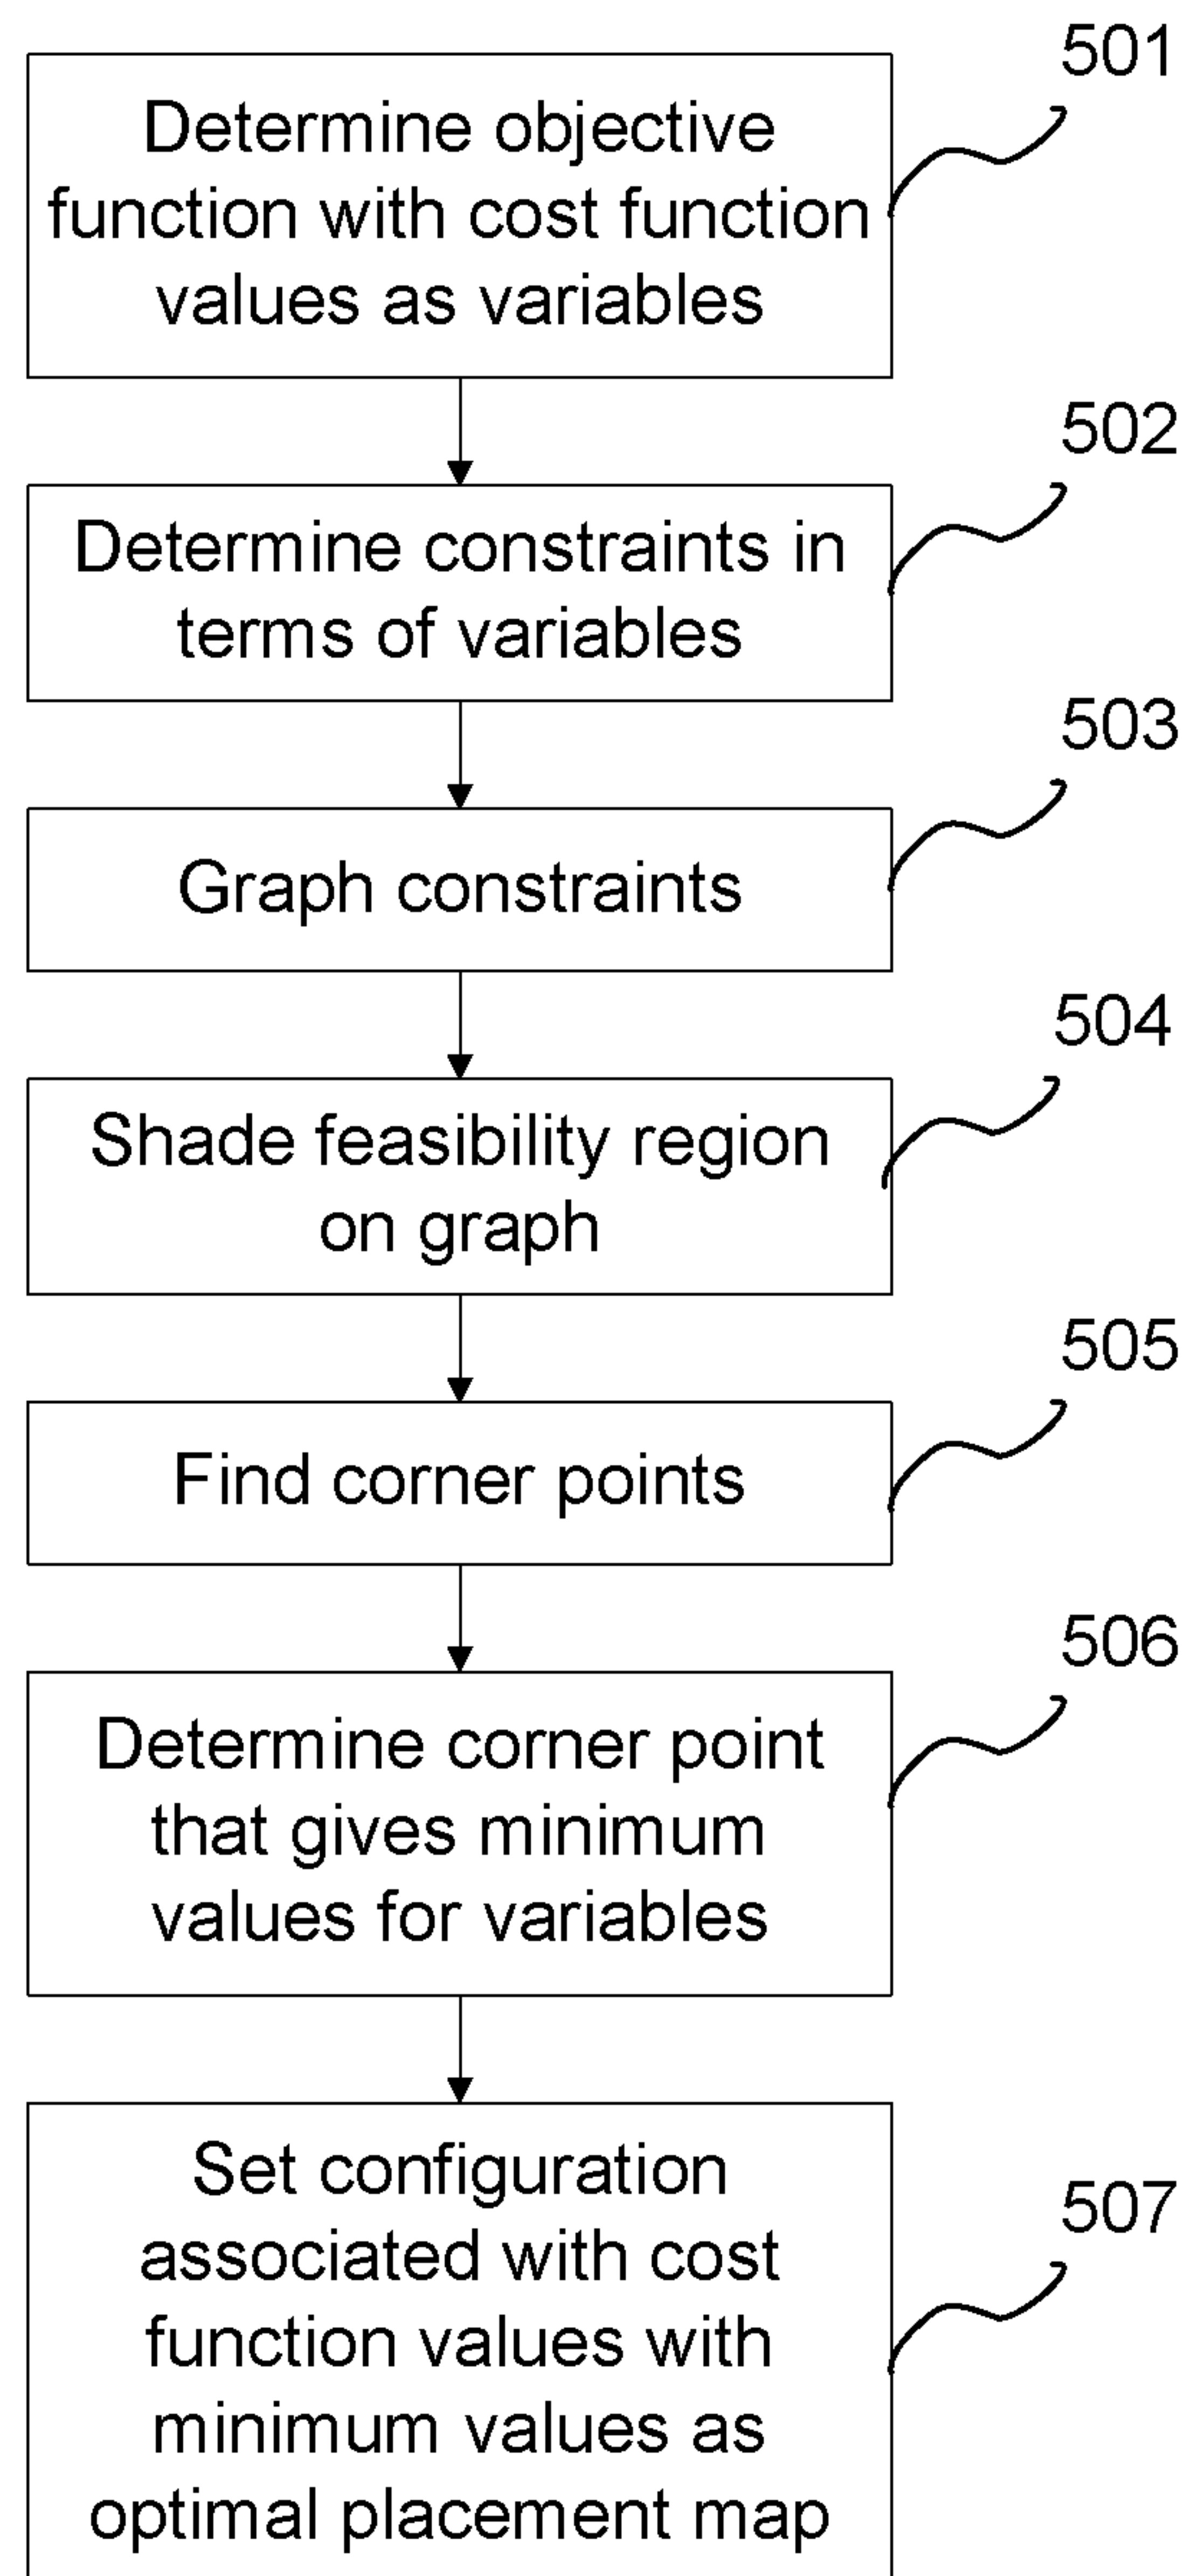 501
Determine objective
function with cost function
values as variables
502
Determine constraints in
terms of variables
503
Graph constraints
504
Shade feasibility region
on graph
505
Find corner points
506
Determine corner point
that gives minimum
values for variables
507
Set configuration
associated with cost
function values with
minimum values as
optimal placement map